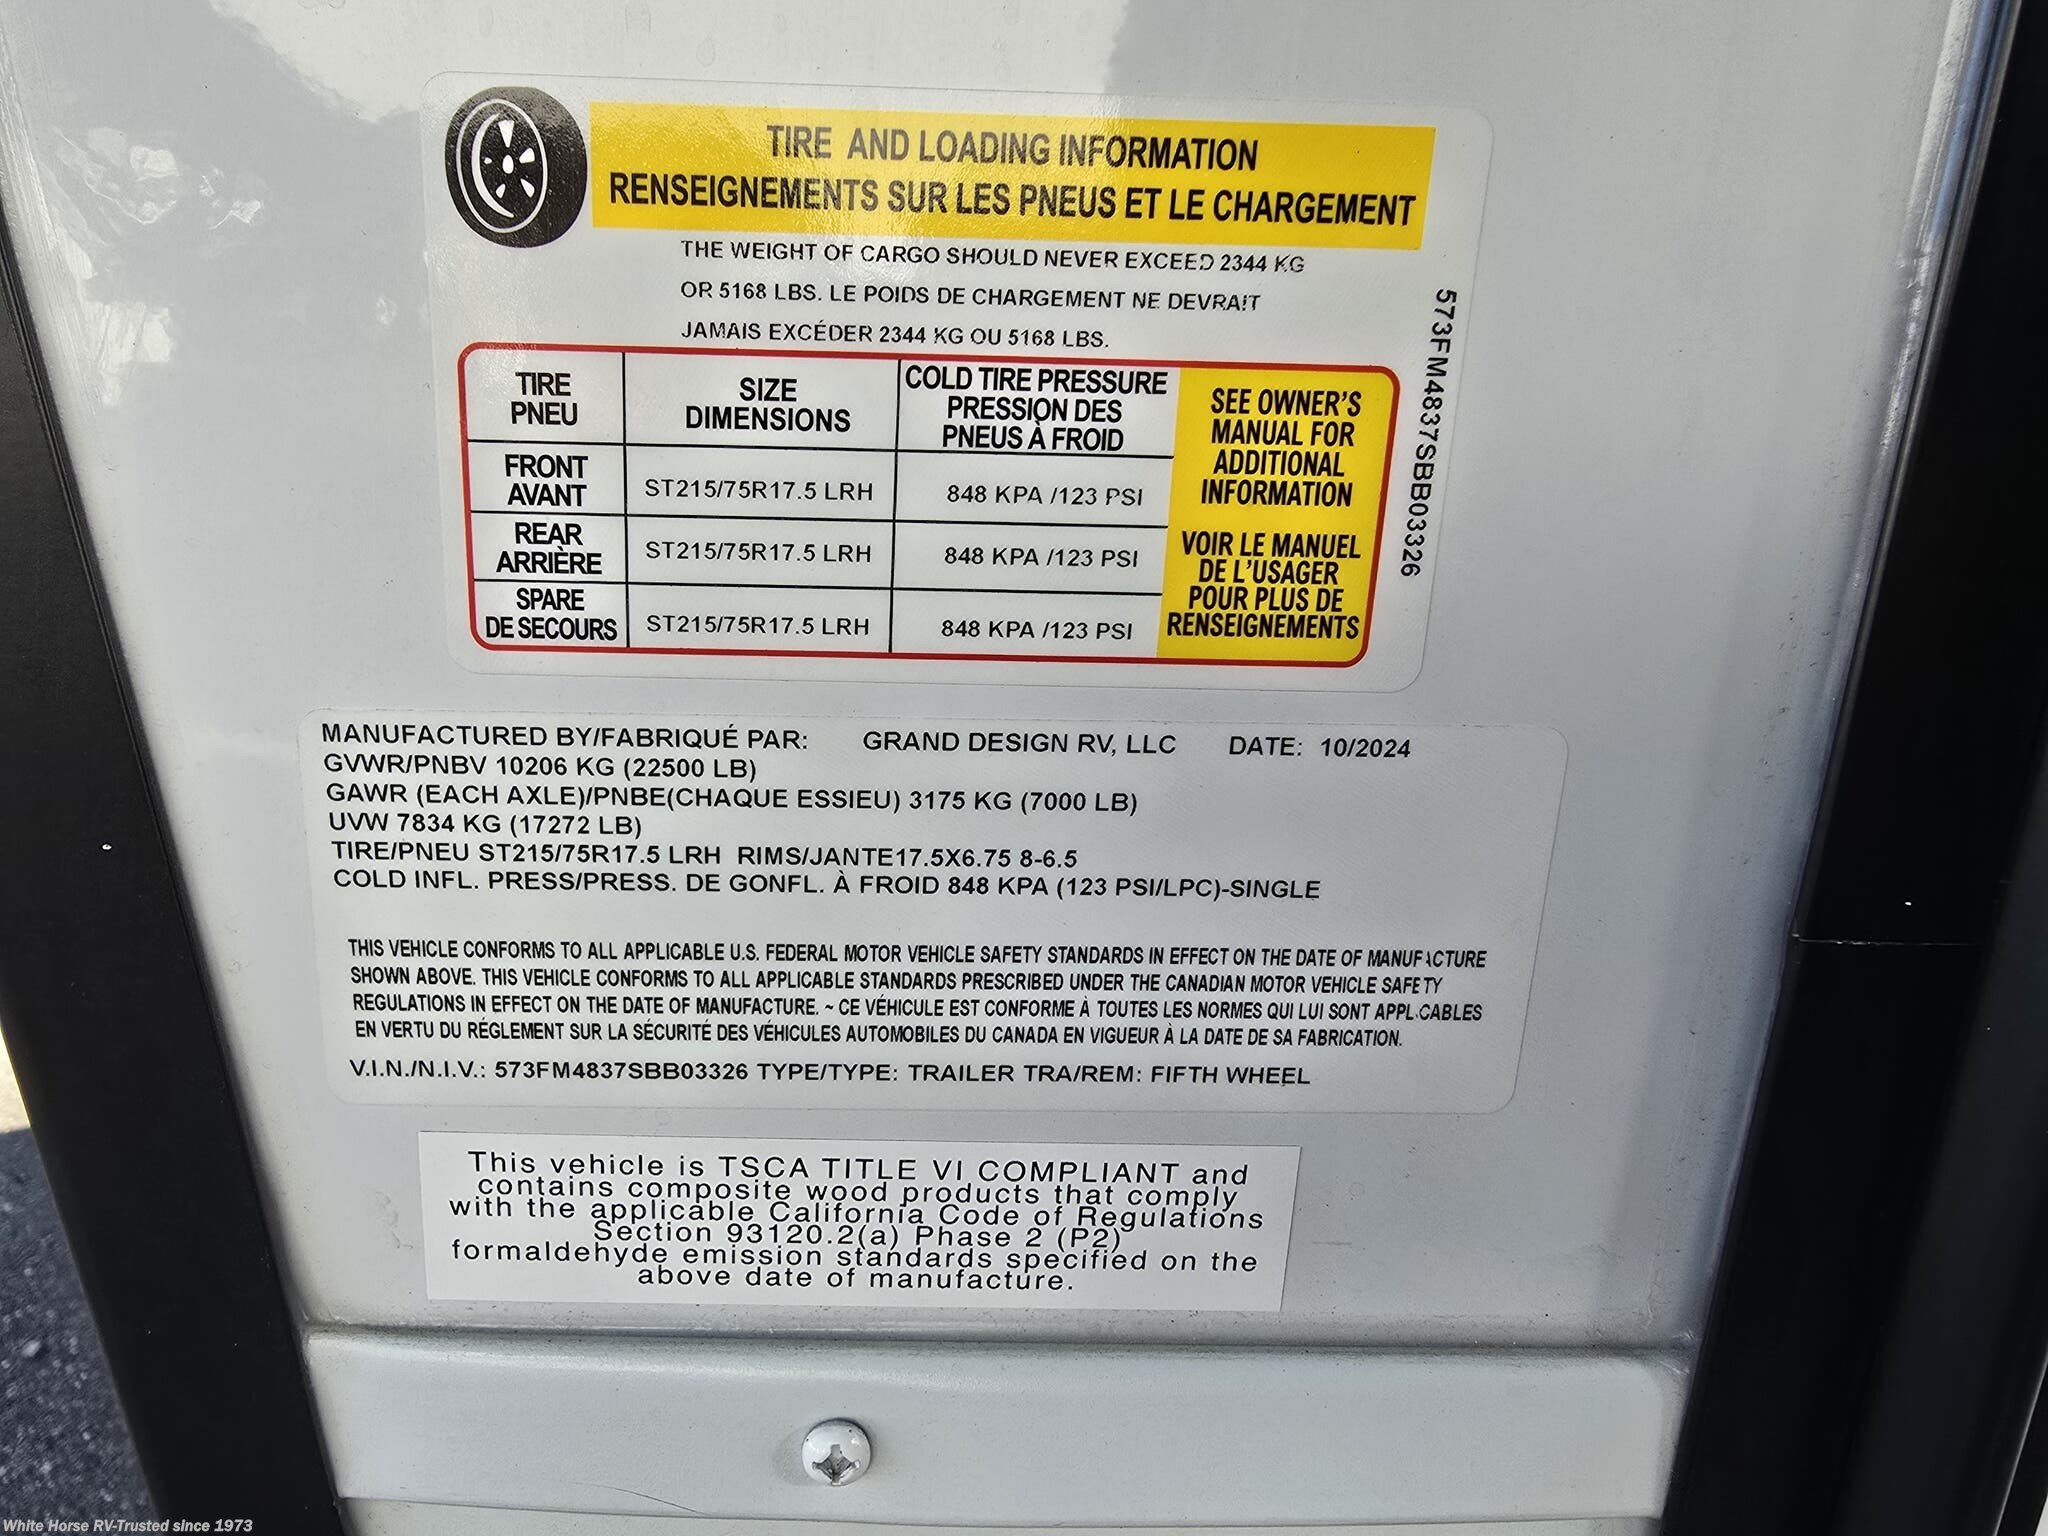 TIRE AND LOADING INFORMATION
RENSEIGNEMENTS SUR LES PNEUS ET LE CHARGEMENT
THE WEIGHT OF CARGO SHOULD NEVER EXCEED 2344 KG
OR 5168 LBS. LE POIDS DE CHARGEMENT NE DEVRAIT
JAMAIS EXCÉDER 2344 KG OU 5168 LBS.
TIRE
PNEU
SIZE
DIMENSIONS
COLD TIRE PRESSURE
PRESSION DES
PNEUS À FROID
FRONT
AVANT
ST215/75R17.5 LRH
848 KPA /123 PSI
REAR
ARRIÈRE
ST215/75R17.5 LRH
848 KPA /123 PSI
SPARE
DE SECOURS
ST215/75R17.5 LRH
848 KPA /123 PSI
SEE OWNER'S
MANUAL FOR
ADDITIONAL
INFORMATION
VOIR LE MANUEL
DE L'USAGER
POUR PLUS DE
RENSEIGNEMENTS
573FM4837SBB03326
MANUFACTURED BY/FABRIQUÉ PAR: GRAND DESIGN RV, LLC DATE: 10/2024
GVWR/PNBV 10206 KG (22500 LB)
GAWR (EACH AXLE)/PNBE(CHAQUE ESSIEU) 3175 KG (7000 LB)
UVW 7834 KG (17272 LB)
TIRE/PNEU ST215/75R17.5 LRH RIMS/JANTE17.5X6.75 8-6.5
COLD INFL. PRESS/PRESS. DE GONFL. À FROID 848 KPA (123 PSI/LPC)-SINGLE
THIS VEHICLE CONFORMS TO ALL APPLICABLE U.S. FEDERAL MOTOR VEHICLE SAFETY STANDARDS IN EFFECT ON THE DATE OF MANUFACTURE
SHOWN ABOVE. THIS VEHICLE CONFORMS TO ALL APPLICABLE STANDARDS PRESCRIBED UNDER THE CANADIAN MOTOR VEHICLE SAFETY
REGULATIONS IN EFFECT ON THE DATE OF MANUFACTURE. ~ CE VÉHICULE EST CONFORME À TOUTES LES NORMES QUI LUI SONT APPLICABLES
EN VERTU DU RÉGLEMENT SUR LA SÉCURITÉ DES VÉHICULES AUTOMOBILES DU CANADA EN VIGUEUR À LA DATE DE SA FABRICATION.
V.I.N./N.I.V.: 573FM4837SBB03326 TYPE/TYPE: TRAILER TRA/REM: FIFTH WHEEL
This vehicle is TSCA TITLE VI COMPLIANT and
contains composite wood products that comply
with the applicable California Code of Regulations
Section 93120.2(a) Phase 2 (P2)
formaldehyde emission standards specified on the
above date of manufacture.
White Horse RV-Trusted since 1973